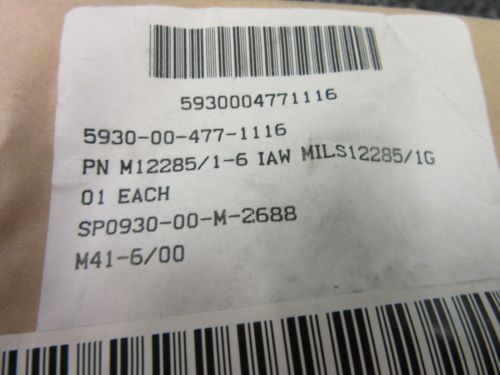 5930004771116
5930-00-477-1116
PN M12285/1-6 IAW MILS12285/1G
01 EACH
SP0930-00-M-2688
M41-6/00